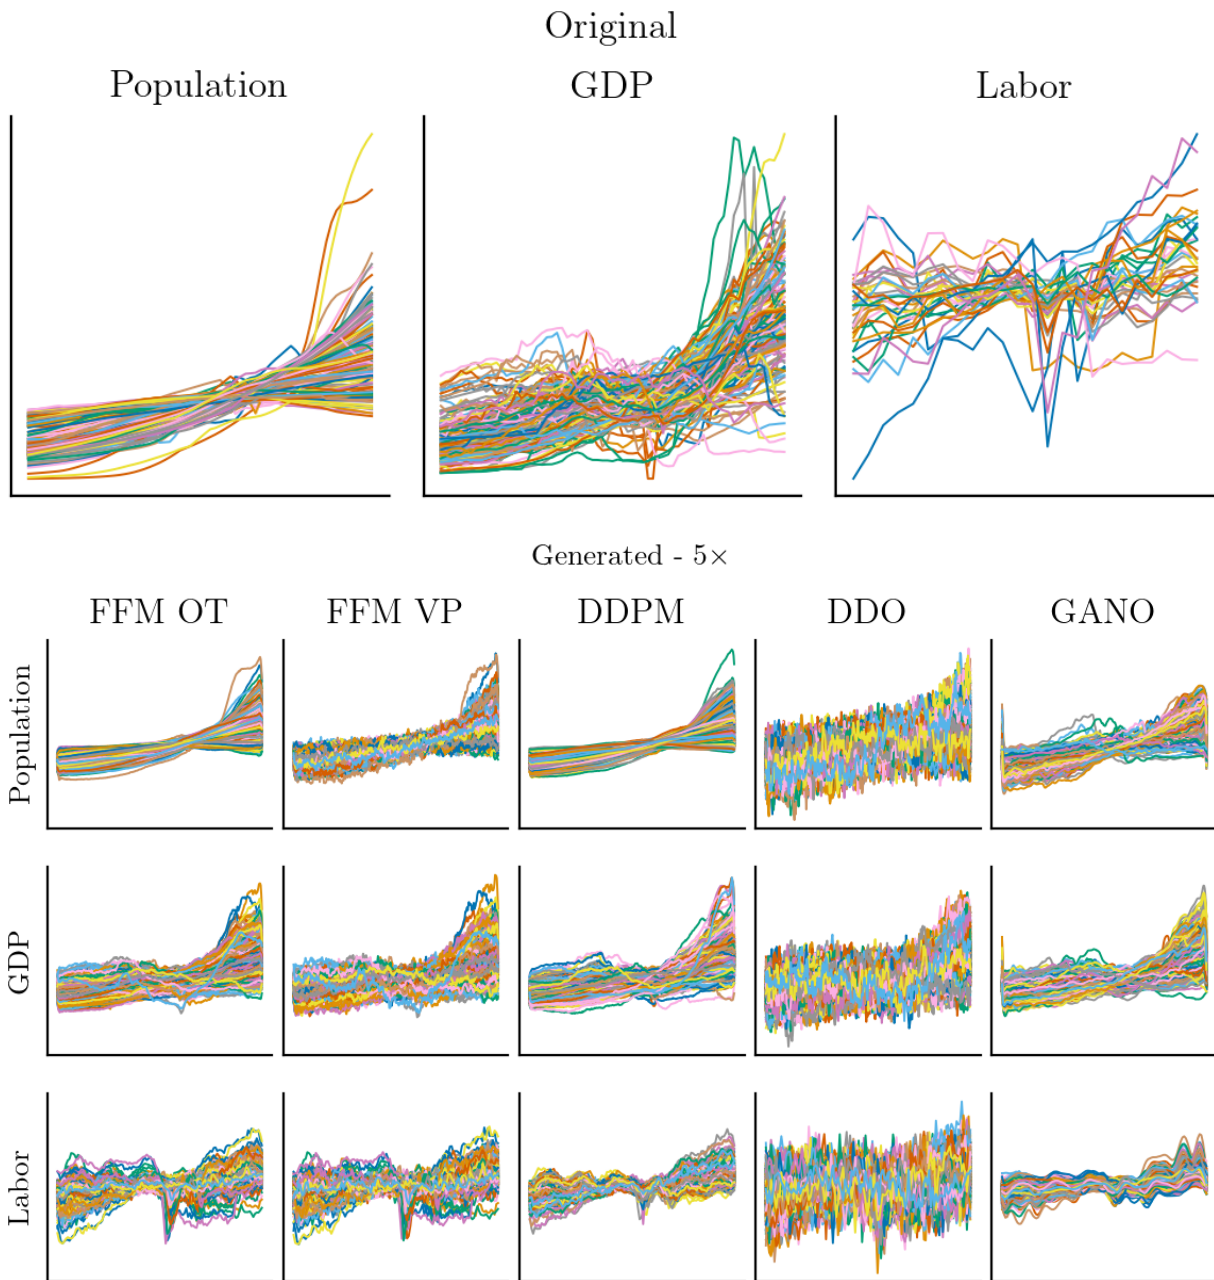 Original
Population GDP Labor
Generated - 5×
FFM OT FFM VP DDPM DDO GANO
Population
GDP
Labor